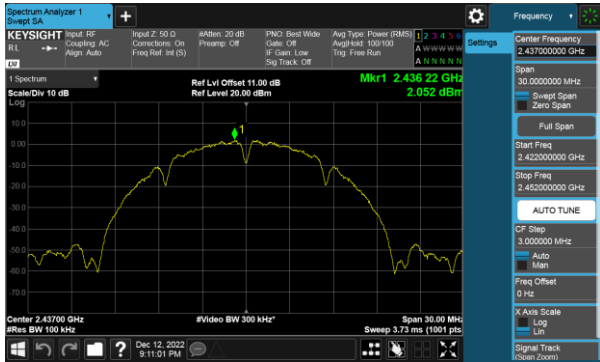 Spectrum Analyzer 1
Swept SA
+
Frequency
KEYSIGHT
RL
LW
Input: RF
Coupling: AC
Align: Auto
Input Z: 50 Ω
Corrections: On
Freq Ref: Int (S)
#Atten: 20 dB
Preamp: Off
PNO: Best Wide
Gate: Off
IF Gain: Low
Sig Track: Off
Avg Type: Power (RMS)
Avg|Hold: 100/100
Trig: Free Run
1 2 3 4 5 6
A W W W W W
A N N N N N
1 Spectrum
Scale/Div 10 dB
Log
Ref Lvl Offset 11.00 dB
Ref Level 20.00 dBm
Mkr1 2.436 22 GHz
2.052 dBm
1
10.0
0.00
-10.0
-20.0
-30.0
-40.0
-50.0
-60.0
-70.0
Center 2.43700 GHz
#Res BW 100 kHz
#Video BW 300 kHz*
Span 30.00 MHz
Sweep 3.73 ms (1001 pts)
?
Dec 12, 2022
9:11:01 PM
Settings
Center Frequency
2.437000000 GHz
Span
30.0000000 MHz
Swept Span
Zero Span
Full Span
Start Freq
2.422000000 GHz
Stop Freq
2.452000000 GHz
AUTO TUNE
CF Step
3.000000 MHz
Auto
Man
Freq Offset
0 Hz
X Axis Scale
Log
Lin
Signal Track
(Span Zoom)